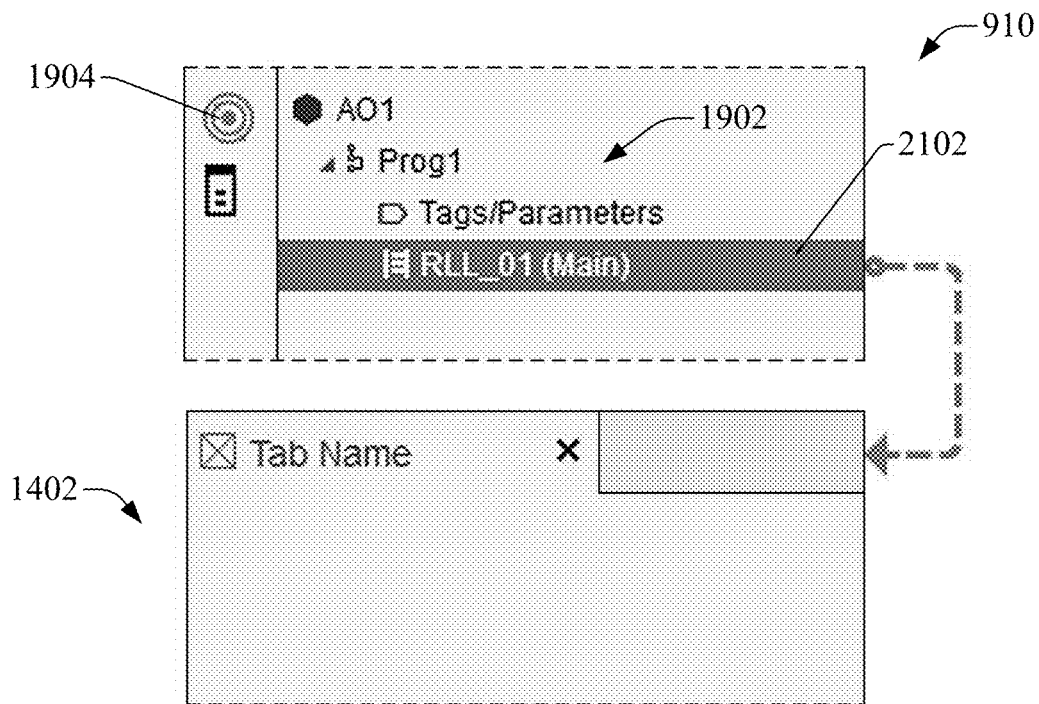 910
1904
AO1
1902
2102
Prog1
Tags/Parameters
RLL_01 (Main)
Tab Name
1402